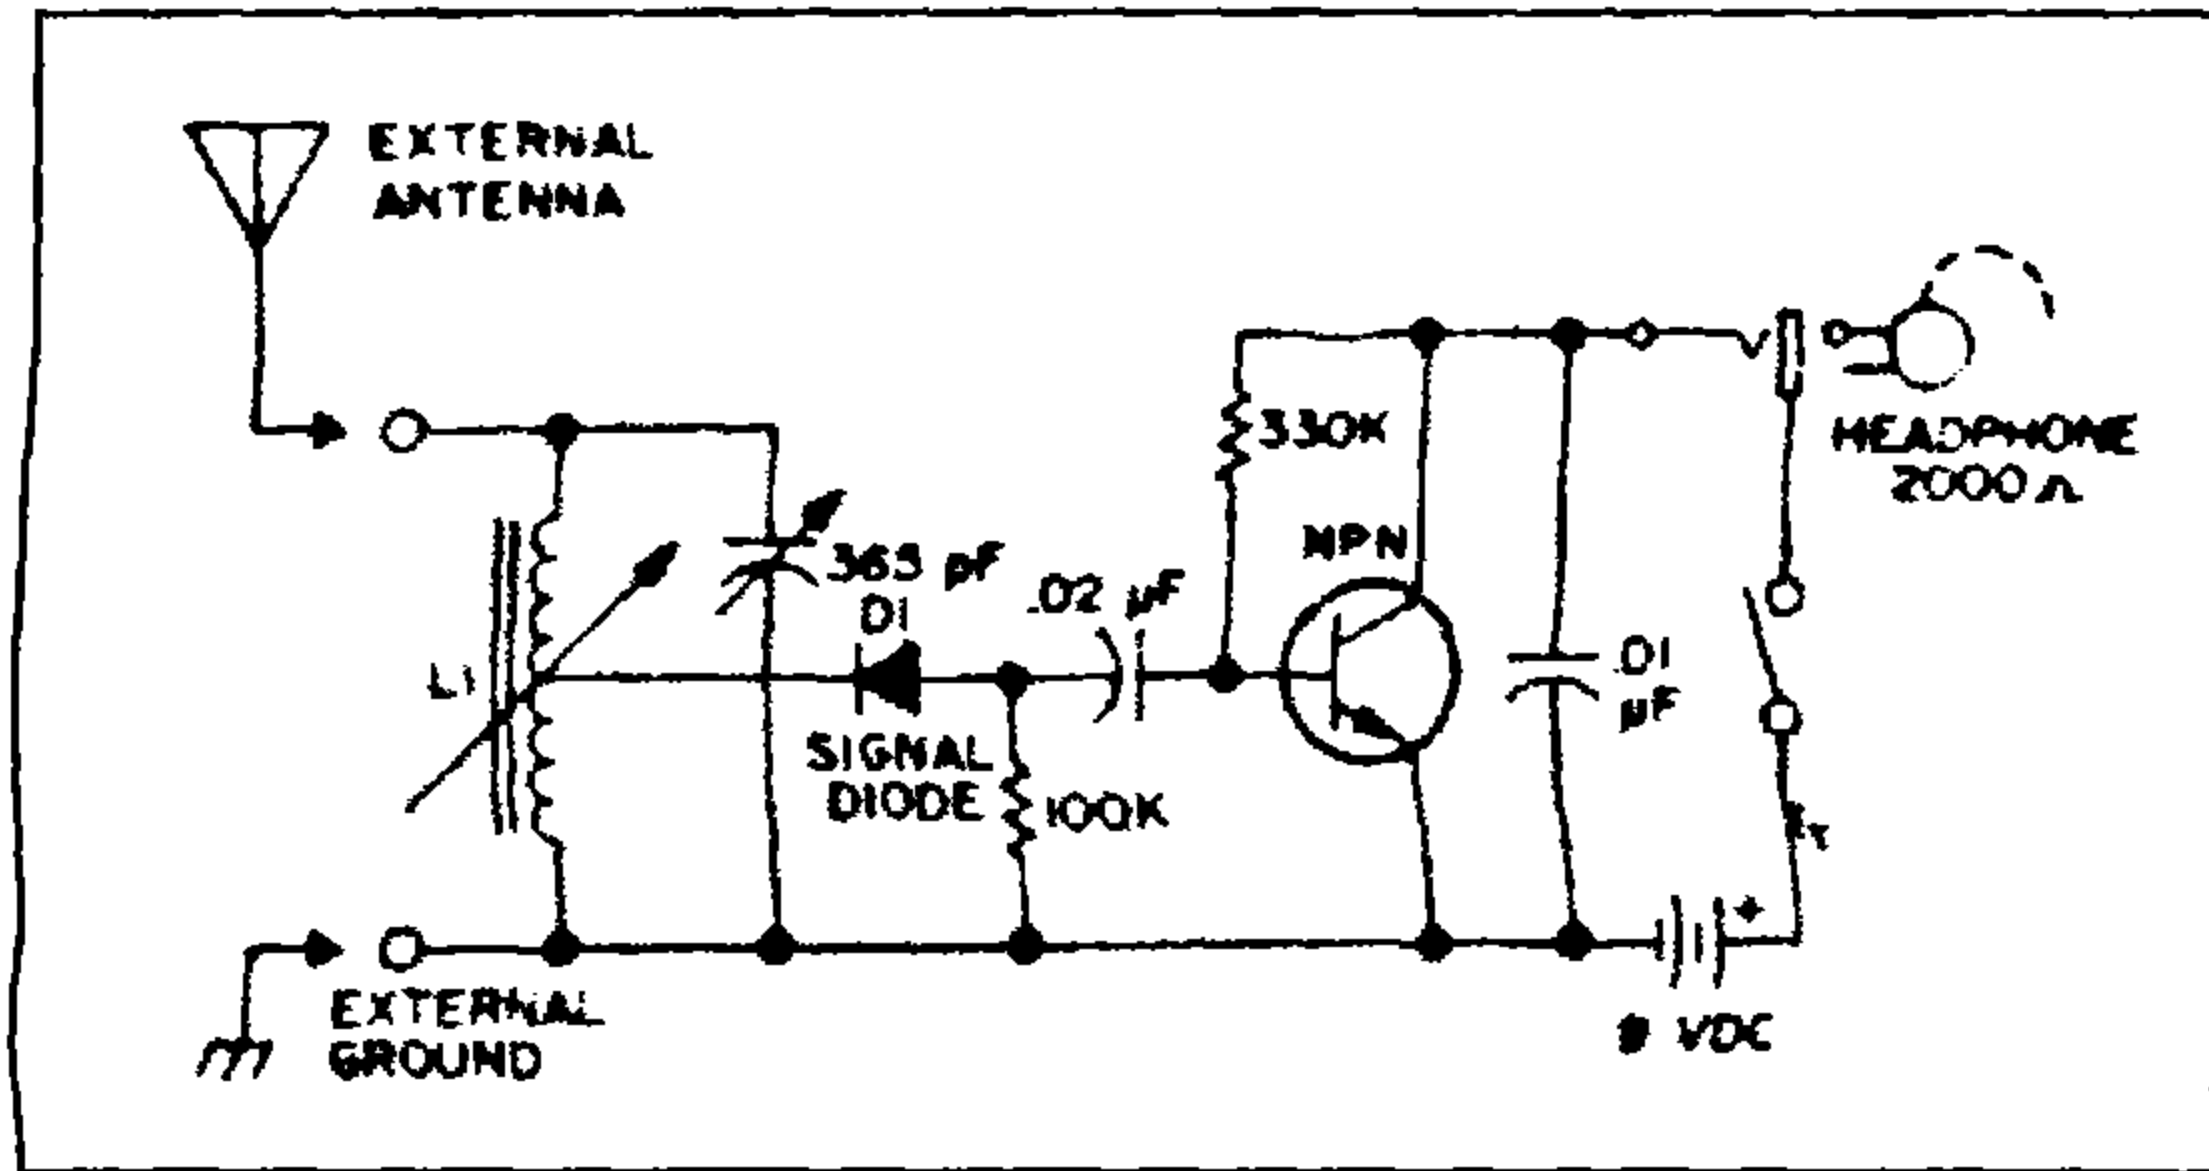 EXTERNAL
ANTENNA
330K
HEADPHONE
2000 Ω
NPN
365 pF
D1
.02 µF
L1
.01
µF
SIGNAL
DIODE
100K
+
EXTERNAL
GROUND
VDC